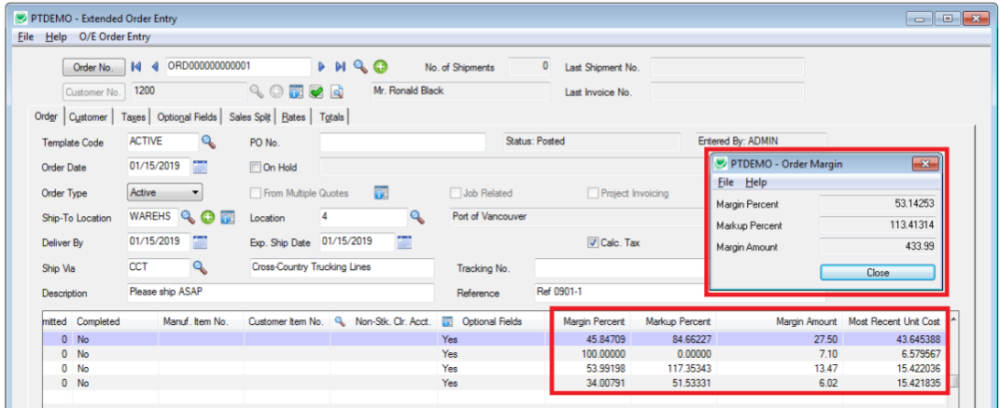 PTDEMO - Extended Order Entry
File Help O/E Order Entry
Order No. ORD000000000001 No. of Shipments 0 Last Shipment No.
Customer No. 1200 Mr. Ronald Black Last Invoice No.
Order Customer Taxes Optional Fields Sales Split Rates Totals
Template Code ACTIVE PO No. Status: Posted Entered By: ADMIN
Order Date 01/15/2019 On Hold
Order Type Active From Multiple Quotes Job Related Project Invoicing
Ship-To Location WAREHS Location 4 Port of Vancouver
Deliver By 01/15/2019 Exp. Ship Date 01/15/2019 Calc. Tax
Ship Via CCT Cross-Country Trucking Lines Tracking No.
Description Please ship ASAP Reference Ref 0901-1
PTDEMO - Order Margin
File Help
Margin Percent 53.14253
Markup Percent 113.41314
Margin Amount 433.99
Close
mitted Completed Manuf. Item No. Customer Item No. Non-Stk. Clr. Acct. Optional Fields Margin Percent Markup Percent Margin Amount Most Recent Unit Cost
0 No Yes 45.84709 84.66227 27.50 43.645388
0 No Yes 100.00000 0.00000 7.10 6.579567
0 No Yes 53.99198 117.35343 13.47 15.422036
0 No Yes 34.00791 51.53331 6.02 15.421835